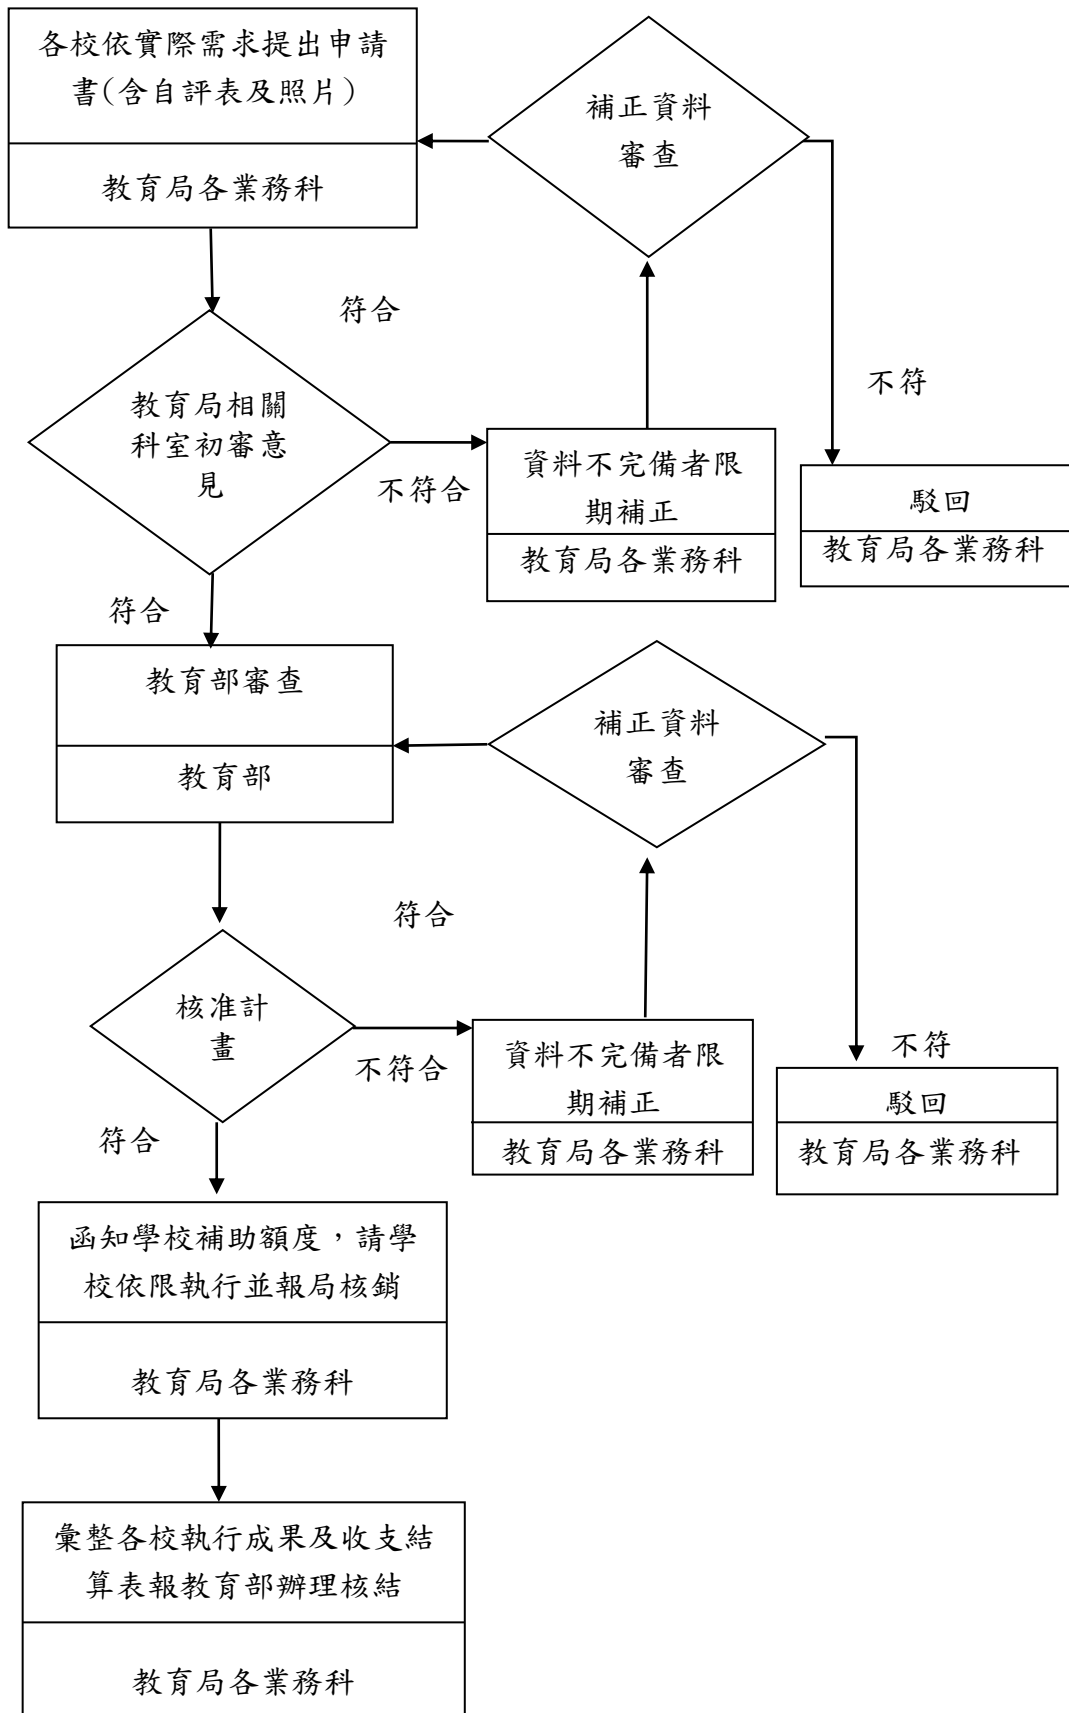 各校依實際需求提出申請
書(含自評表及照片)
教育局各業務科
補正資料
審查
符合
不符
教育局相關
科室初審意
見
不符合
資料不完備者限
期補正
教育局各業務科
駁回
教育局各業務科
符合
教育部審查
教育部
補正資料
審查
符合
核准計
畫
不符合
資料不完備者限
期補正
教育局各業務科
不符
駁回
教育局各業務科
符合
函知學校補助額度，請學
校依限執行並報局核銷
教育局各業務科
彙整各校執行成果及收支結
算表報教育部辦理核結
教育局各業務科